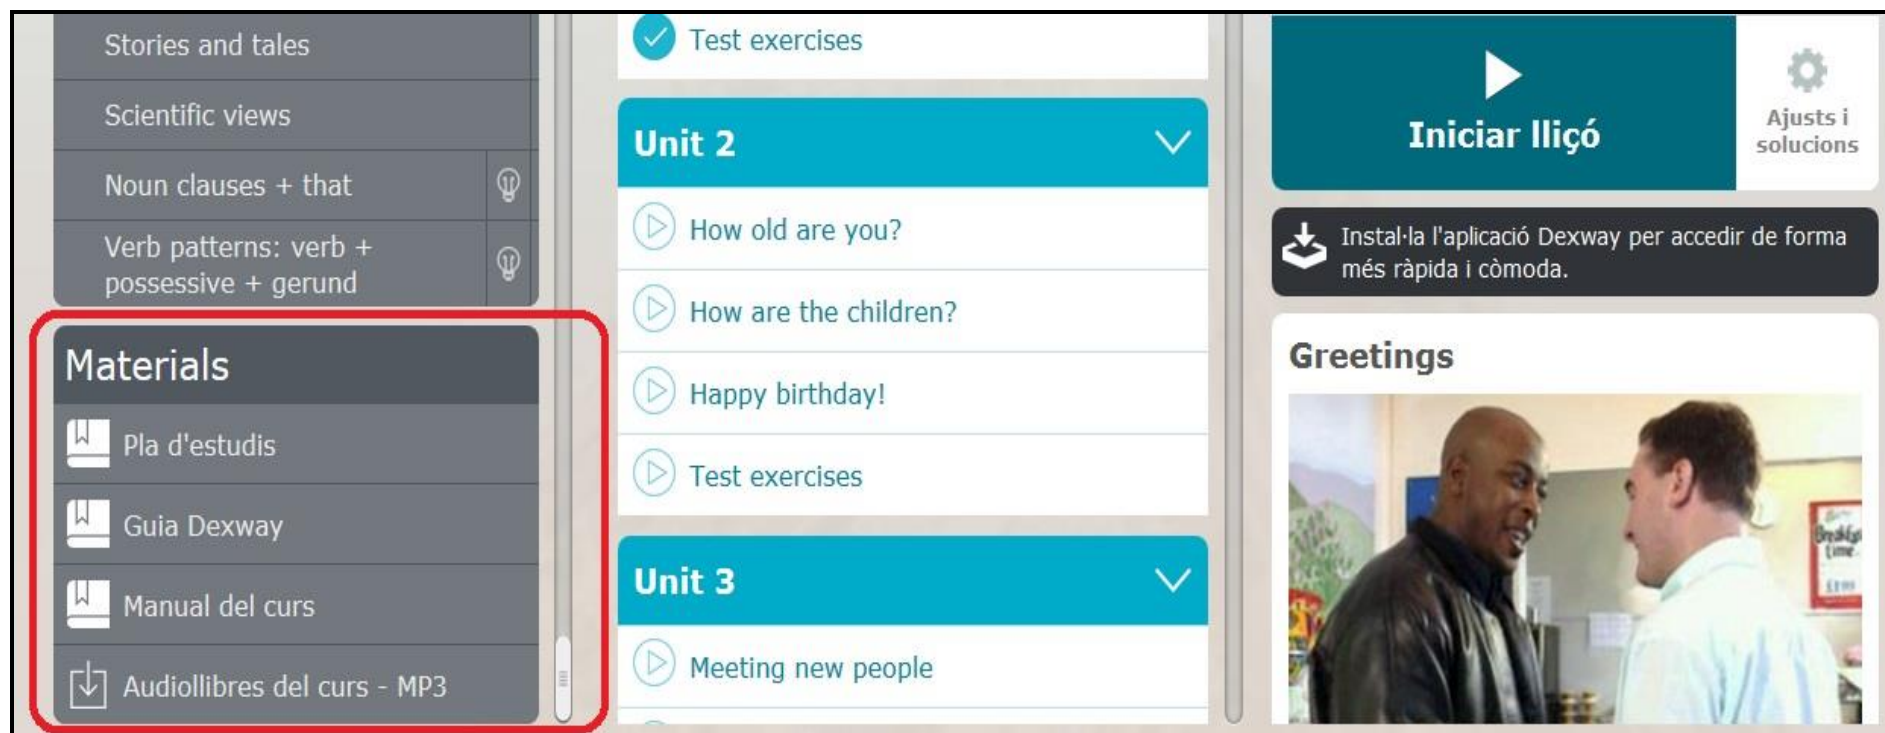 Stories and tales
Scientific views
Noun clauses + that
Verb patterns: verb +
possessive + gerund
Materials
Pla d'estudis
Guia Dexway
Manual del curs
Audiollibres del curs - MP3
Test exercises
Unit 2
How old are you?
How are the children?
Happy birthday!
Test exercises
Unit 3
Meeting new people
Iniciar lliçó
Ajusts i
solucions
Instal·la l'aplicació Dexway per accedir de forma
més ràpida i còmoda.
Greetings
Breakfast
time